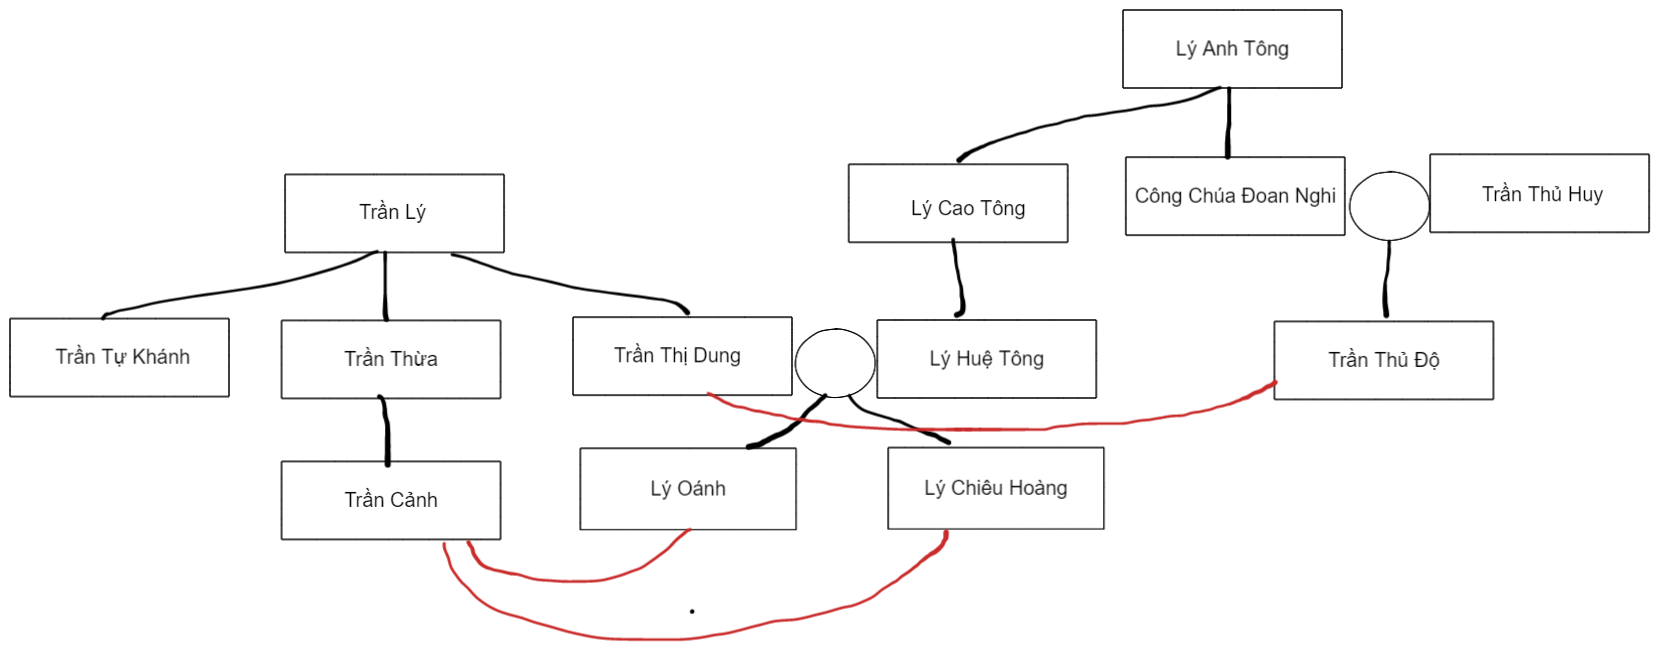 Lý Anh Tông
Trần Lý
Lý Cao Tông
Công Chúa Đoan Nghi
Trần Thủ Huy
Trần Tự Khánh
Trần Thừa
Trần Thị Dung
Lý Huệ Tông
Trần Thủ Độ
Trần Cảnh
Lý Oánh
Lý Chiêu Hoàng